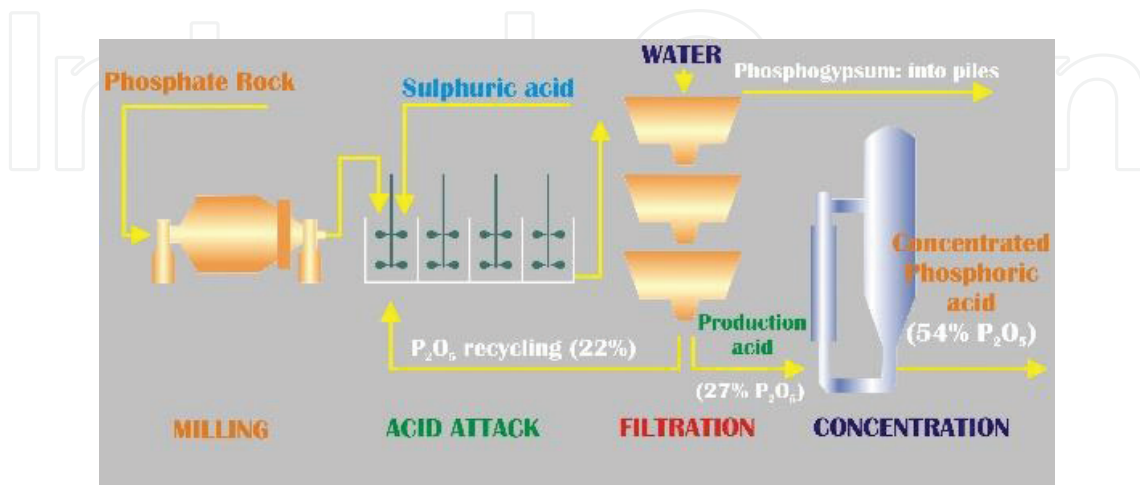 WATER
Phosphate Rock
Sulphuric acid
Phosphogypsum: into piles
Concentrated
Phosphoric
acid
(54% P₂O₅)
Production
acid
(27% P₂O₅)
P₂O₅ recycling (22%)
MILLING
ACID ATTACK
FILTRATION
CONCENTRATION